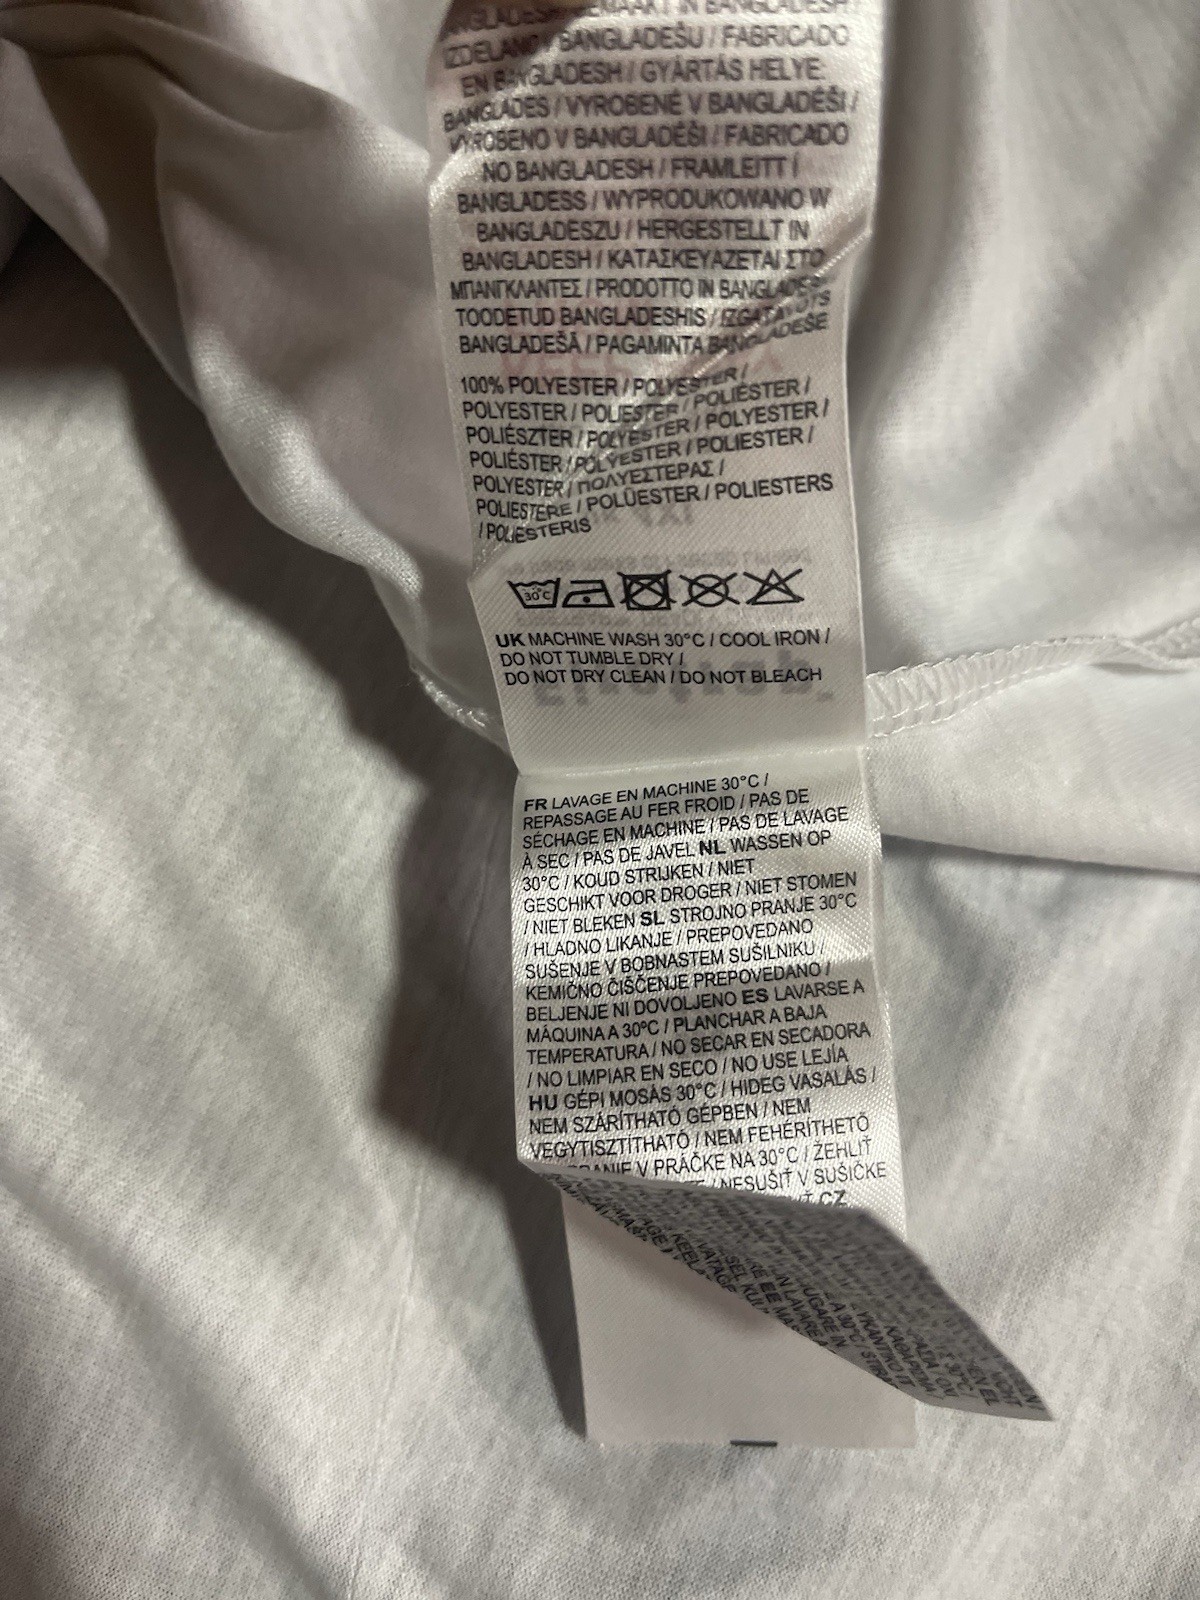 BANGLADESH / GEMAAKT IN BANGLADESH /
IZDELANO V BANGLADEŠU / FABRICADO
EN BANGLADESH / GYÁRTÁS HELYE:
BANGLADES / VYROBENÉ V BANGLADÉŠI /
VYROBENO V BANGLADÉŠI / FABRICADO
NO BANGLADESH / FRAMLEITT Í
BANGLADESS / WYPRODUKOWANO W
BANGLADESZU / HERGESTELLT IN
BANGLADESH / ΚΑΤΑΣΚΕΥΑΖΕΤΑΙ ΣΤΟ
ΜΠΑΝΓΚΛΑΝΤΕΣ / PRODOTTO IN BANGLADESH
TOODETUD BANGLADESHIS / IZGATAVOTS
BANGLADEŠĀ / PAGAMINTA BANGLADEŠE
100% POLYESTER / POLYESTER /
POLYESTER / POLIESTER / POLIÉSTER /
POLIÉSZTER / POLYESTER / POLYESTER /
POLIÉSTER / PÓLYESTER / POLIESTER /
POLYESTER / ΠΟΛΥΕΣΤΕΡΑΣ /
POLIESTERE / POLÜESTER / POLIESTERS
/ POLIESTERIS
30°C
UK MACHINE WASH 30°C / COOL IRON /
DO NOT TUMBLE DRY /
DO NOT DRY CLEAN / DO NOT BLEACH
FR LAVAGE EN MACHINE 30°C /
REPASSAGE AU FER FROID / PAS DE
SÉCHAGE EN MACHINE / PAS DE LAVAGE
À SEC / PAS DE JAVEL NL WASSEN OP
30°C / KOUD STRIJKEN / NIET
GESCHIKT VOOR DROGER / NIET STOMEN
/ NIET BLEKEN SL STROJNO PRANJE 30°C
/ HLADNO LIKANJE / PREPOVEDANO
SUŠENJE V BOBNASTEM SUŠILNIKU /
KEMIČNO ČIŠČENJE PREPOVEDANO /
BELJENJE NI DOVOLJENO ES LAVARSE A
MÁQUINA A 30ºC / PLANCHAR A BAJA
TEMPERATURA / NO SECAR EN SECADORA
/ NO LIMPIAR EN SECO / NO USE LEJÍA
HU GÉPI MOSÁS 30°C / HIDEG VASALÁS /
NEM SZÁRÍTHATÓ GÉPBEN / NEM
VEGYTISZTÍTHATÓ / NEM FEHÉRÍTHETŐ
V PRÁČKE NA 30°C / ŽEHLIŤ
/ NESUŠIŤ V SUŠIČKE
CZ